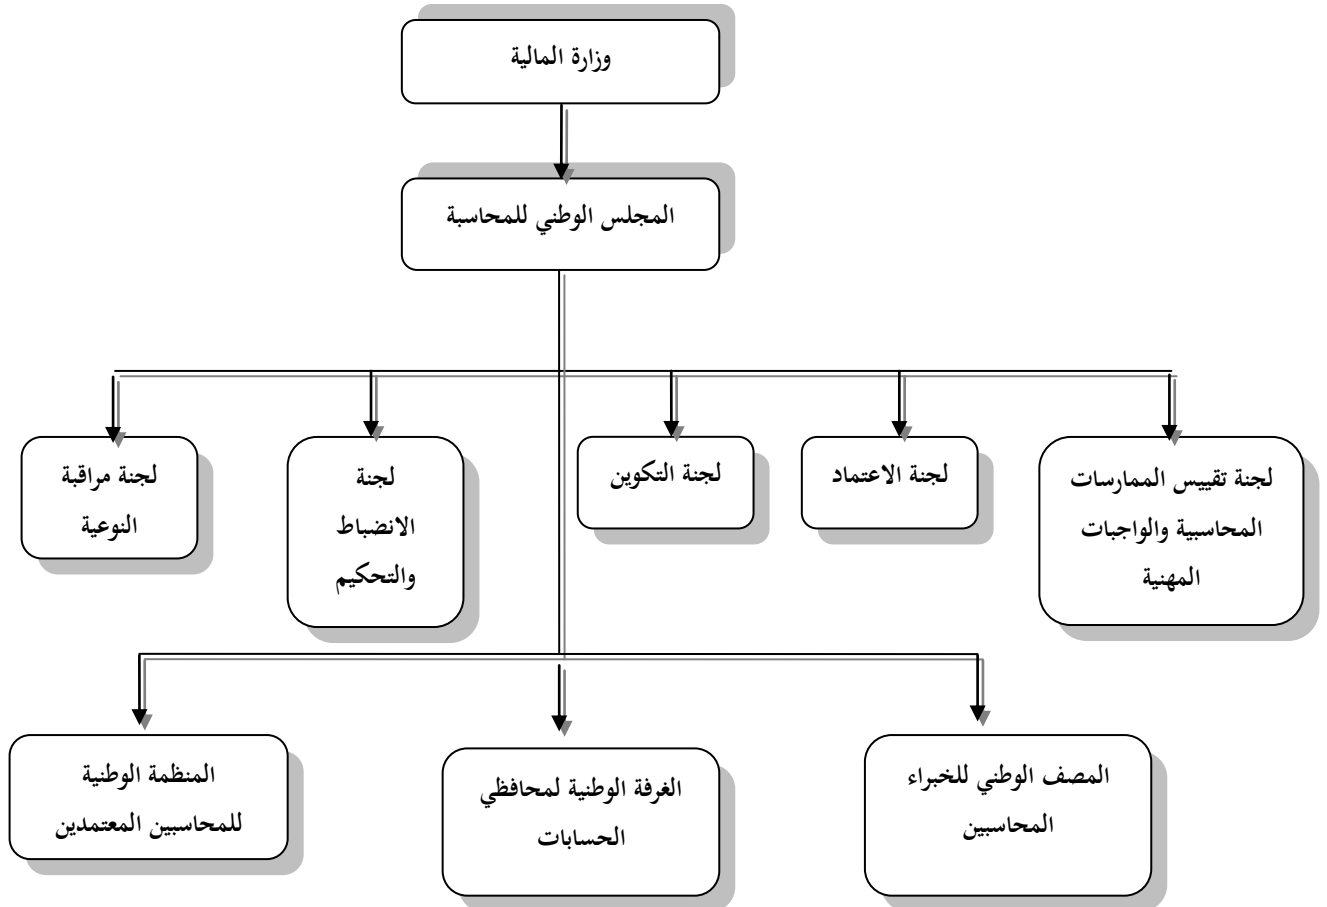 وزارة المالية
المجلس الوطني للمحاسبة
لجنة تقييس الممارسات
المحاسبية والواجبات
المهنية
لجنة الاعتماد
لجنة التكوين
لجنة
الانضباط
والتحكيم
لجنة مراقبة
النوعية
المصف الوطني للخبراء
المحاسبين
الغرفة الوطنية لمحافظي
الحسابات
المنظمة الوطنية
للمحاسبين المعتمدين